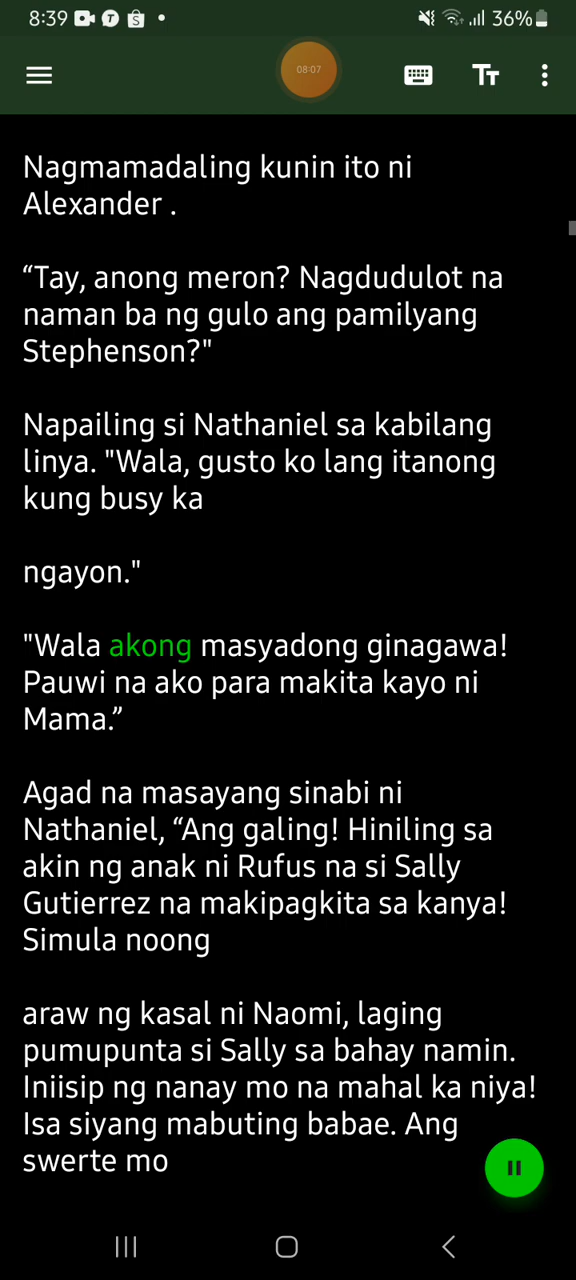 8:39
36%
08:07
Nagmamadaling kunin ito ni
Alexander .
“Tay, anong meron? Nagdudulot na
naman ba ng gulo ang pamilyang
Stephenson?"
Napailing si Nathaniel sa kabilang
linya. "Wala, gusto ko lang itanong
kung busy ka
ngayon."
"Wala akong masyadong ginagawa!
Pauwi na ako para makita kayo ni
Mama.”
Agad na masayang sinabi ni
Nathaniel, “Ang galing! Hiniling sa
akin ng anak ni Rufus na si Sally
Gutierrez na makipagkita sa kanya!
Simula noong
araw ng kasal ni Naomi, laging
pumupunta si Sally sa bahay namin.
Iniisip ng nanay mo na mahal ka niya!
Isa siyang mabuting babae. Ang
swerte mo